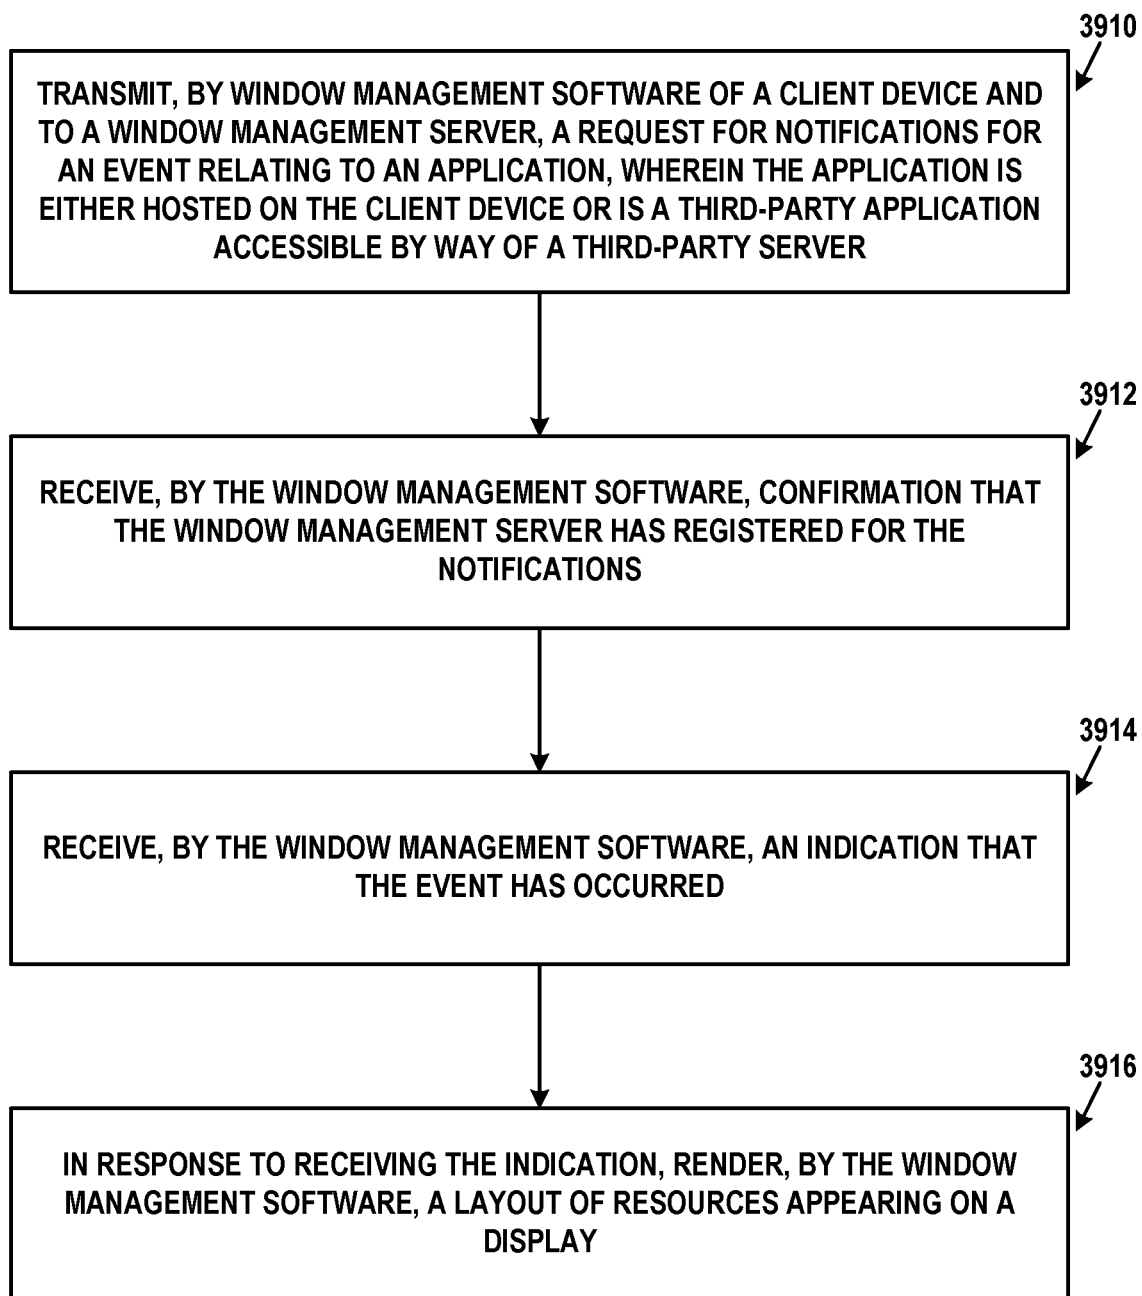 3910
TRANSMIT, BY WINDOW MANAGEMENT SOFTWARE OF A CLIENT DEVICE AND
TO A WINDOW MANAGEMENT SERVER, A REQUEST FOR NOTIFICATIONS FOR
AN EVENT RELATING TO AN APPLICATION, WHEREIN THE APPLICATION IS
EITHER HOSTED ON THE CLIENT DEVICE OR IS A THIRD-PARTY APPLICATION
ACCESSIBLE BY WAY OF A THIRD-PARTY SERVER
3912
RECEIVE, BY THE WINDOW MANAGEMENT SOFTWARE, CONFIRMATION THAT
THE WINDOW MANAGEMENT SERVER HAS REGISTERED FOR THE
NOTIFICATIONS
3914
RECEIVE, BY THE WINDOW MANAGEMENT SOFTWARE, AN INDICATION THAT
THE EVENT HAS OCCURRED
3916
IN RESPONSE TO RECEIVING THE INDICATION, RENDER, BY THE WINDOW
MANAGEMENT SOFTWARE, A LAYOUT OF RESOURCES APPEARING ON A
DISPLAY